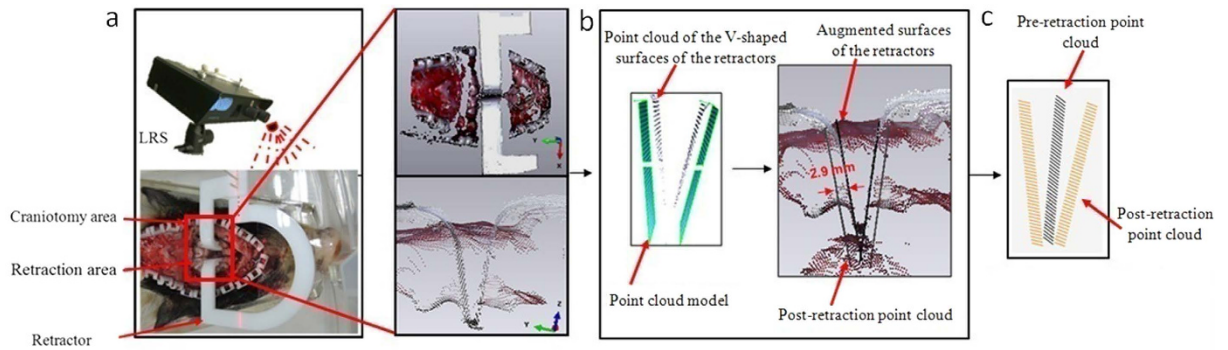 a
LRS
Craniotomy area
Retraction area
Retractor
Y
X
Z
Y
X
b
Point cloud of the V-shaped
surfaces of the retractors
Augmented surfaces
of the retractors
2.9 mm
Point cloud model
Post-retraction point cloud
c
Pre-retraction point
cloud
Post-retraction
point cloud